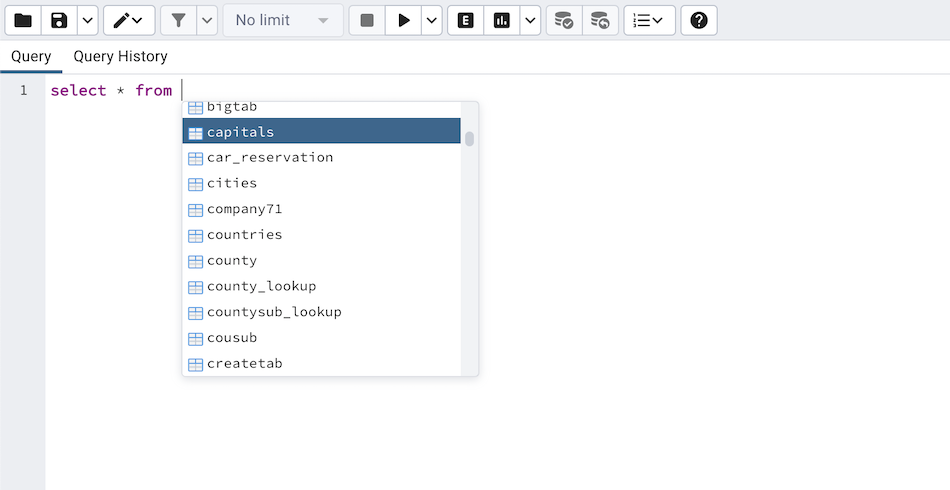 No limit
E
Query Query History
1 select * from
bigtab
capitals
car_reservation
cities
company71
countries
county
county_lookup
countysub_lookup
cousub
createtab